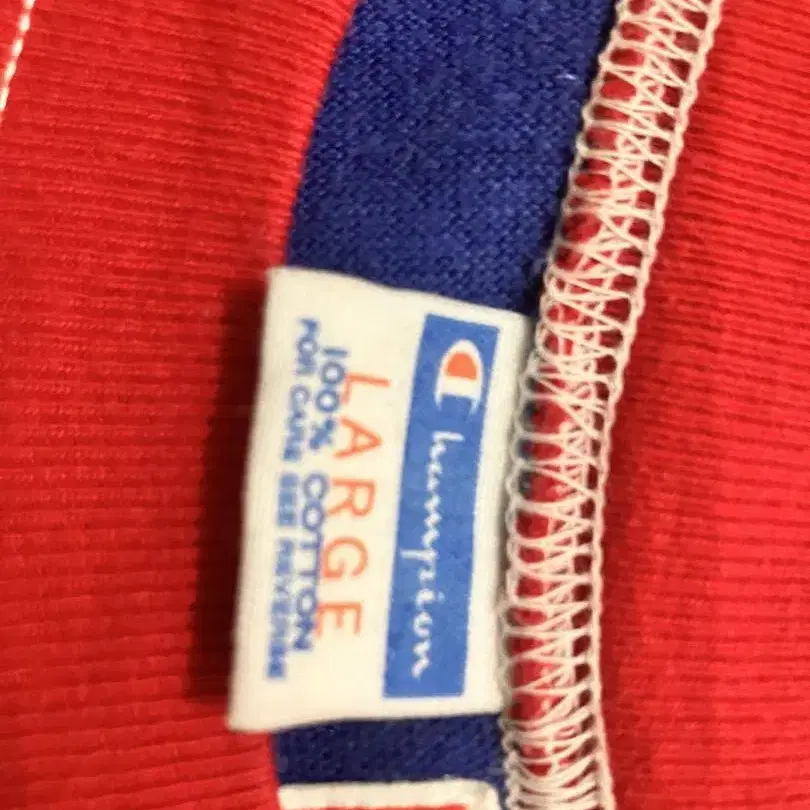 Champion
LARGE
100% COTTON
FOR CARE SEE REVERSE